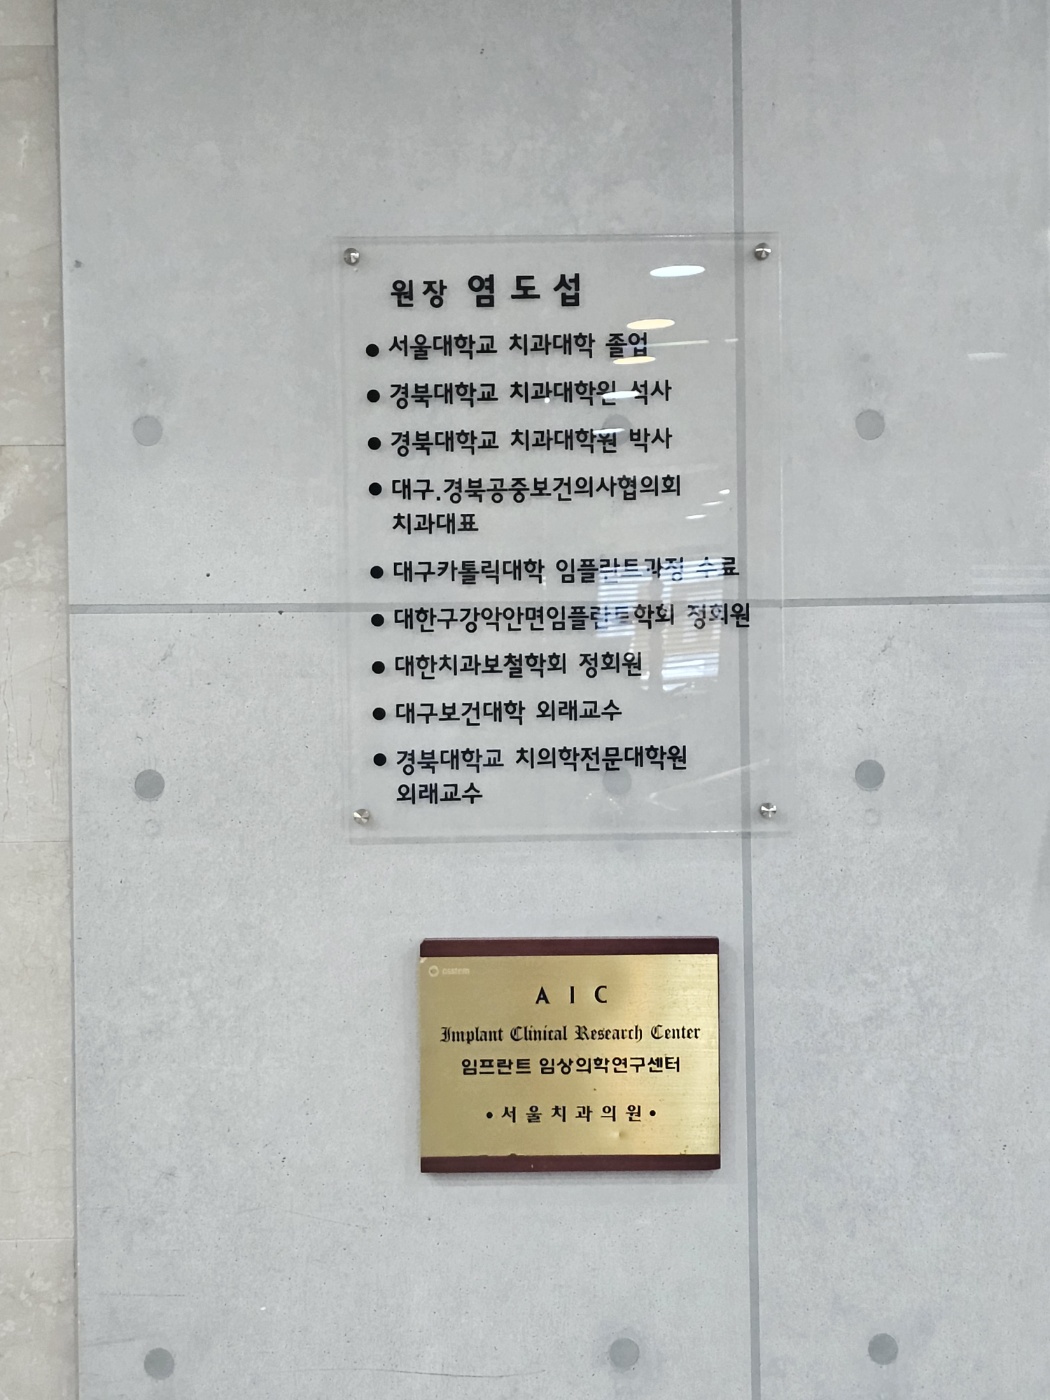 원장 염도섭
● 서울대학교 치과대학 졸업
● 경북대학교 치과대학원 석사
● 경북대학교 치과대학원 박사
● 대구.경북공중보건의사협의회
치과대표
● 대구카톨릭대학 임플란트과정 수료
● 대한구강악안면임플란트학회 정회원
● 대한치과보철학회 정회원
● 대구보건대학 외래교수
● 경북대학교 치의학전문대학원
외래교수
AIC
Implant Clinical Research Center
임프란트 임상의학연구센터
•서울치과의원•